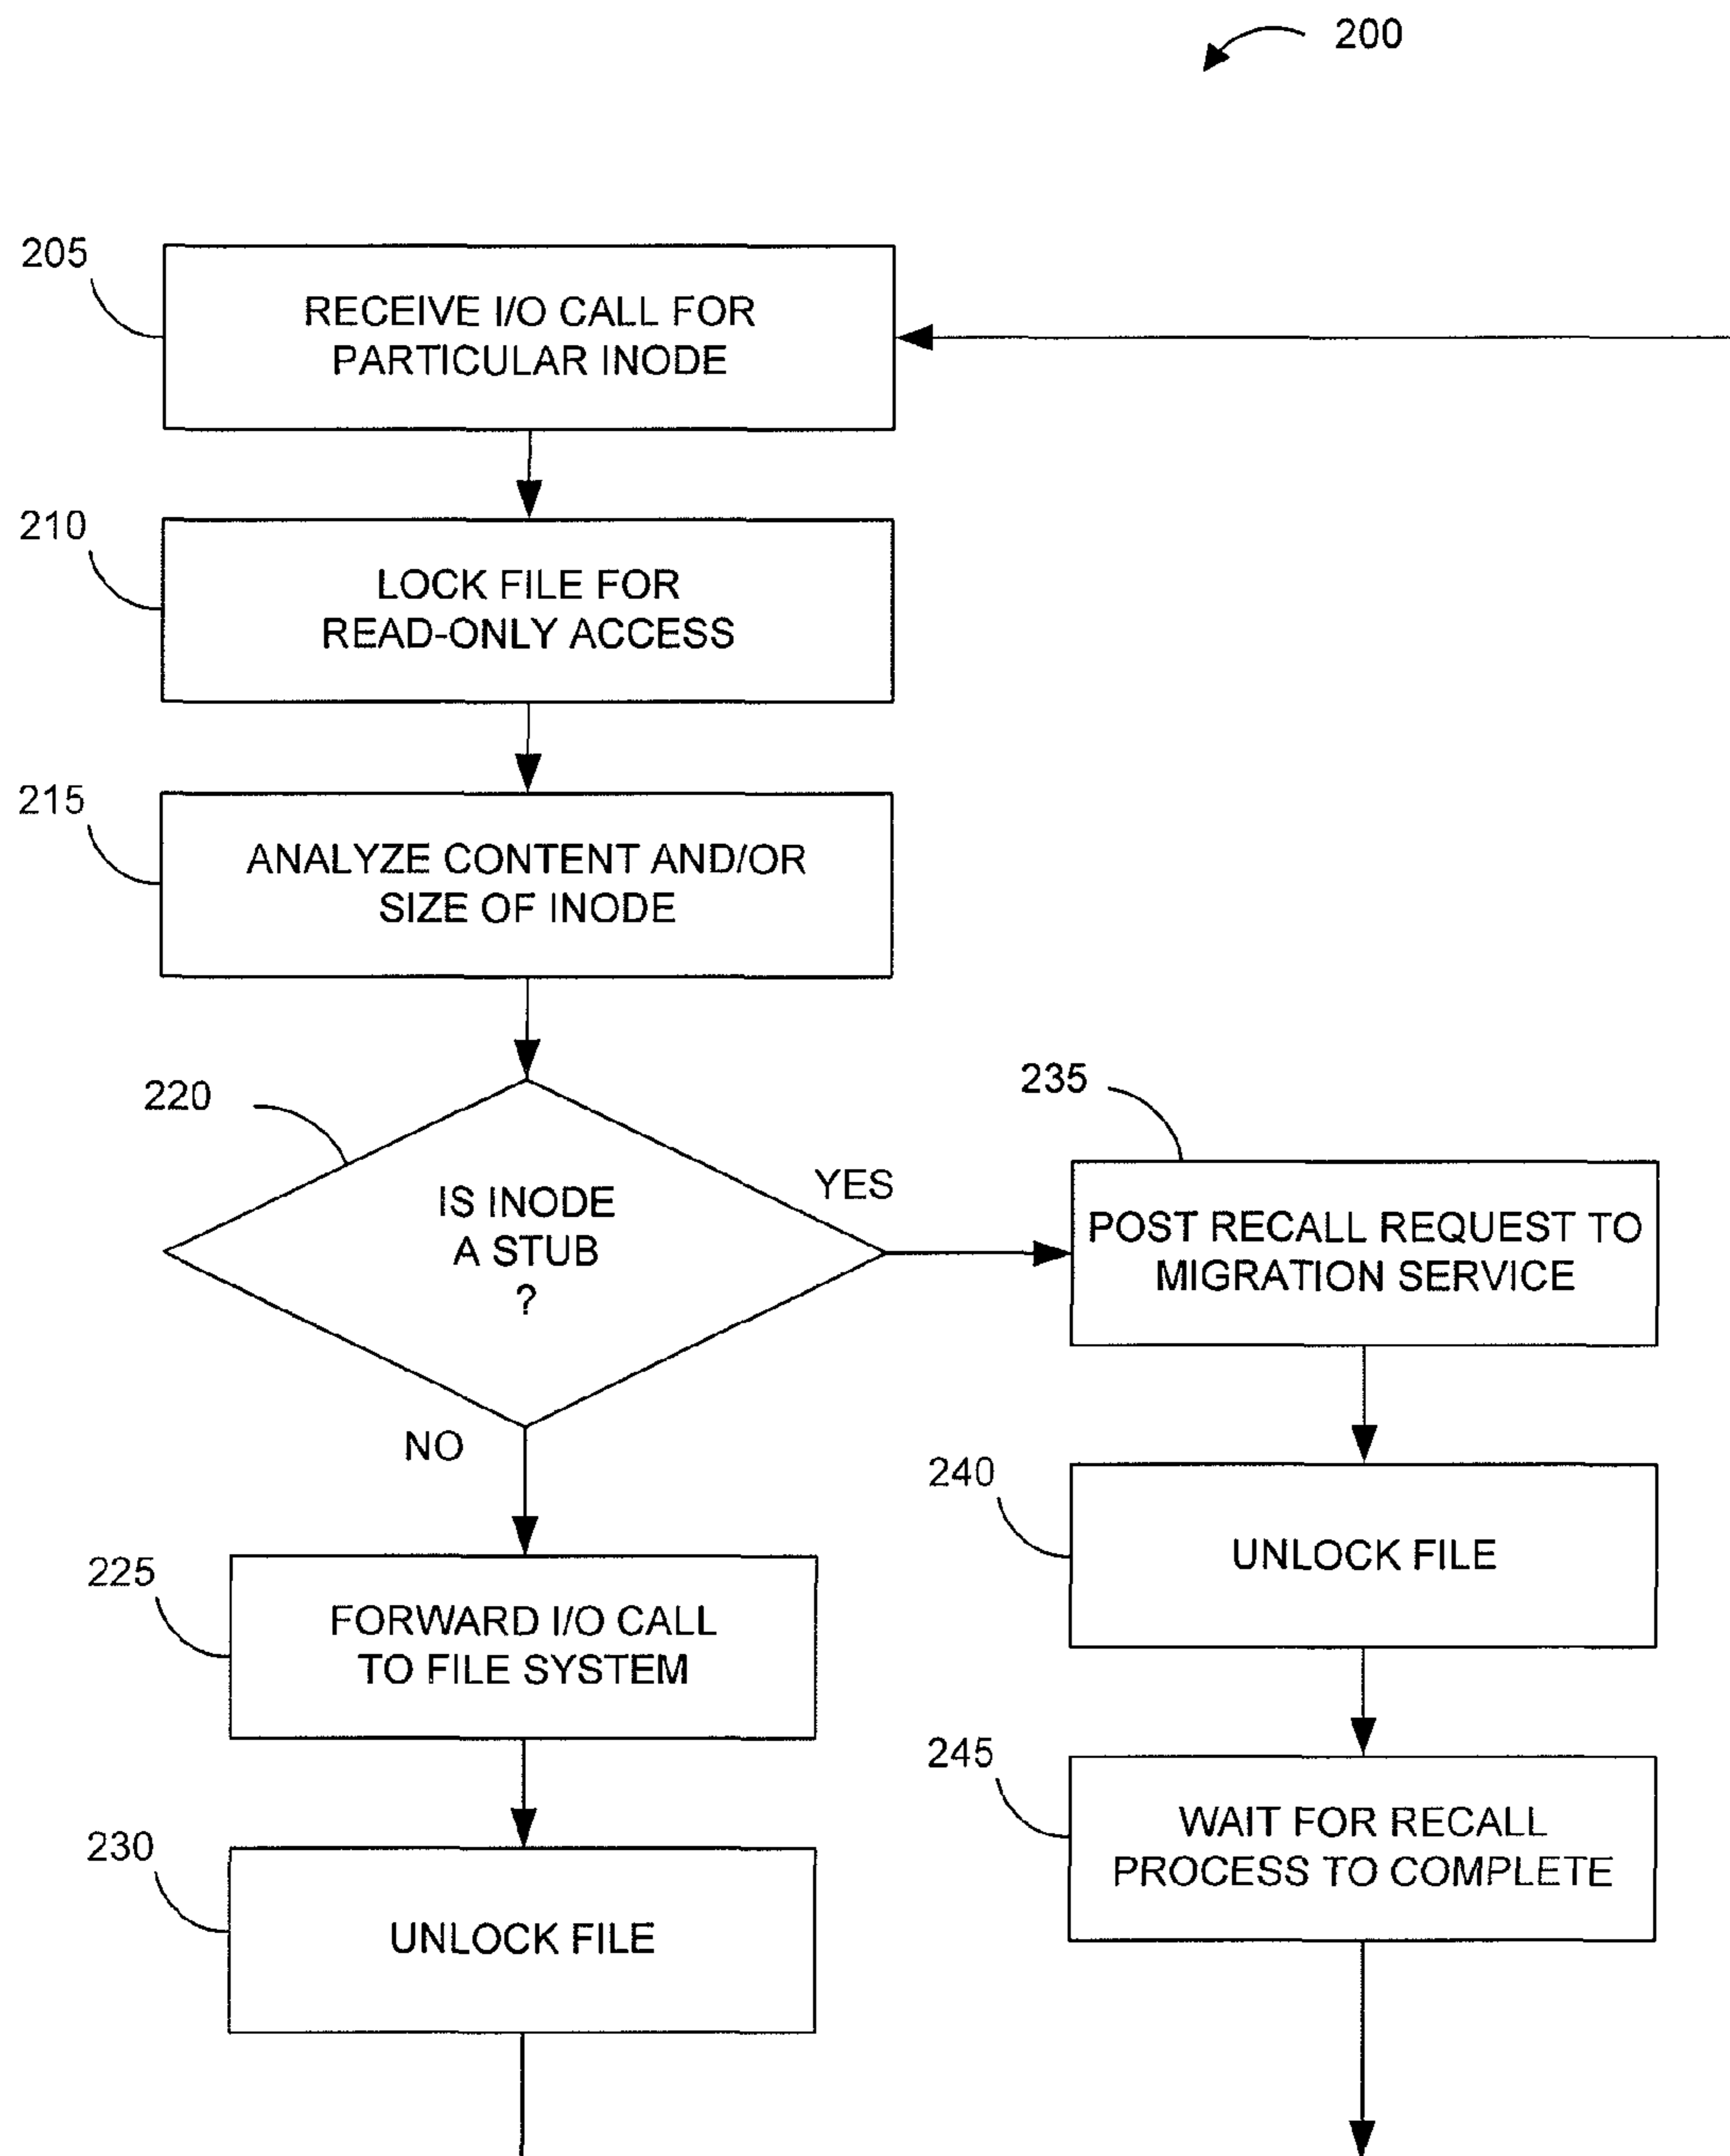 200
205
RECEIVE I/O CALL FOR
PARTICULAR INODE
210
LOCK FILE FOR
READ-ONLY ACCESS
215
ANALYZE CONTENT AND/OR
SIZE OF INODE
220
IS INODE
A STUB
?
YES
NO
235
POST RECALL REQUEST TO
MIGRATION SERVICE
240
UNLOCK FILE
225
FORWARD I/O CALL
TO FILE SYSTEM
245
WAIT FOR RECALL
PROCESS TO COMPLETE
230
UNLOCK FILE